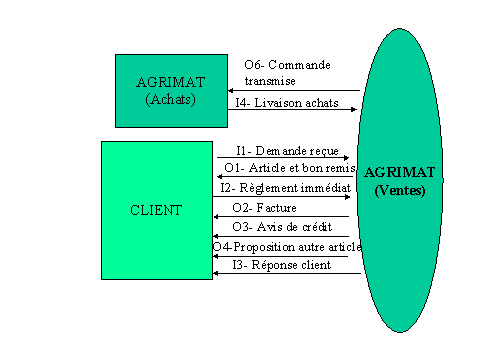 O6- Commande
transmise
AGRIMAT
(Achats)
I4- Livaison achats
I1- Demande reçue
O1- Article et bon remis
AGRIMAT
(Ventes)
I2- Règlement immédiat
CLIENT
O2- Facture
O3- Avis de crédit
O4-Proposition autre article
I3- Réponse client